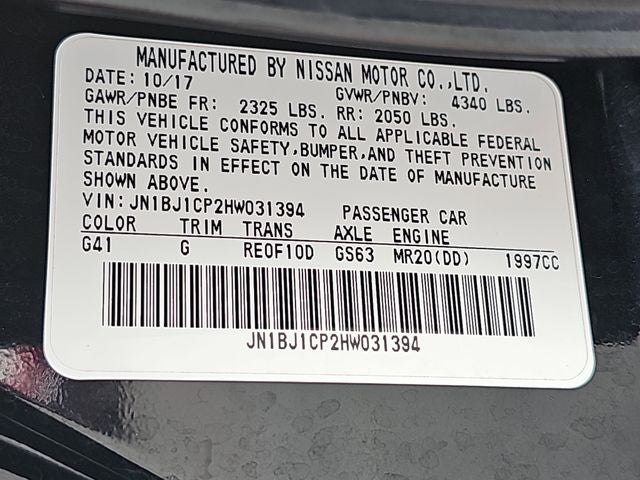 MANUFACTURED BY NISSAN MOTOR CO.,LTD.
DATE: 10/17 GVWR/PNBV: 4340 LBS.
GAWR/PNBE FR: 2325 LBS. RR: 2050 LBS.
THIS VEHICLE CONFORMS TO ALL APPLICABLE FEDERAL
MOTOR VEHICLE SAFETY,BUMPER,AND THEFT PREVENTION
STANDARDS IN EFFECT ON THE DATE OF MANUFACTURE
SHOWN ABOVE.
VIN:JN1BJ1CP2HW031394 PASSENGER CAR
COLOR TRIM TRANS AXLE ENGINE
G41 G RE0F10D GS63 MR20(DD) 1997CC
JN1BJ1CP2HW031394